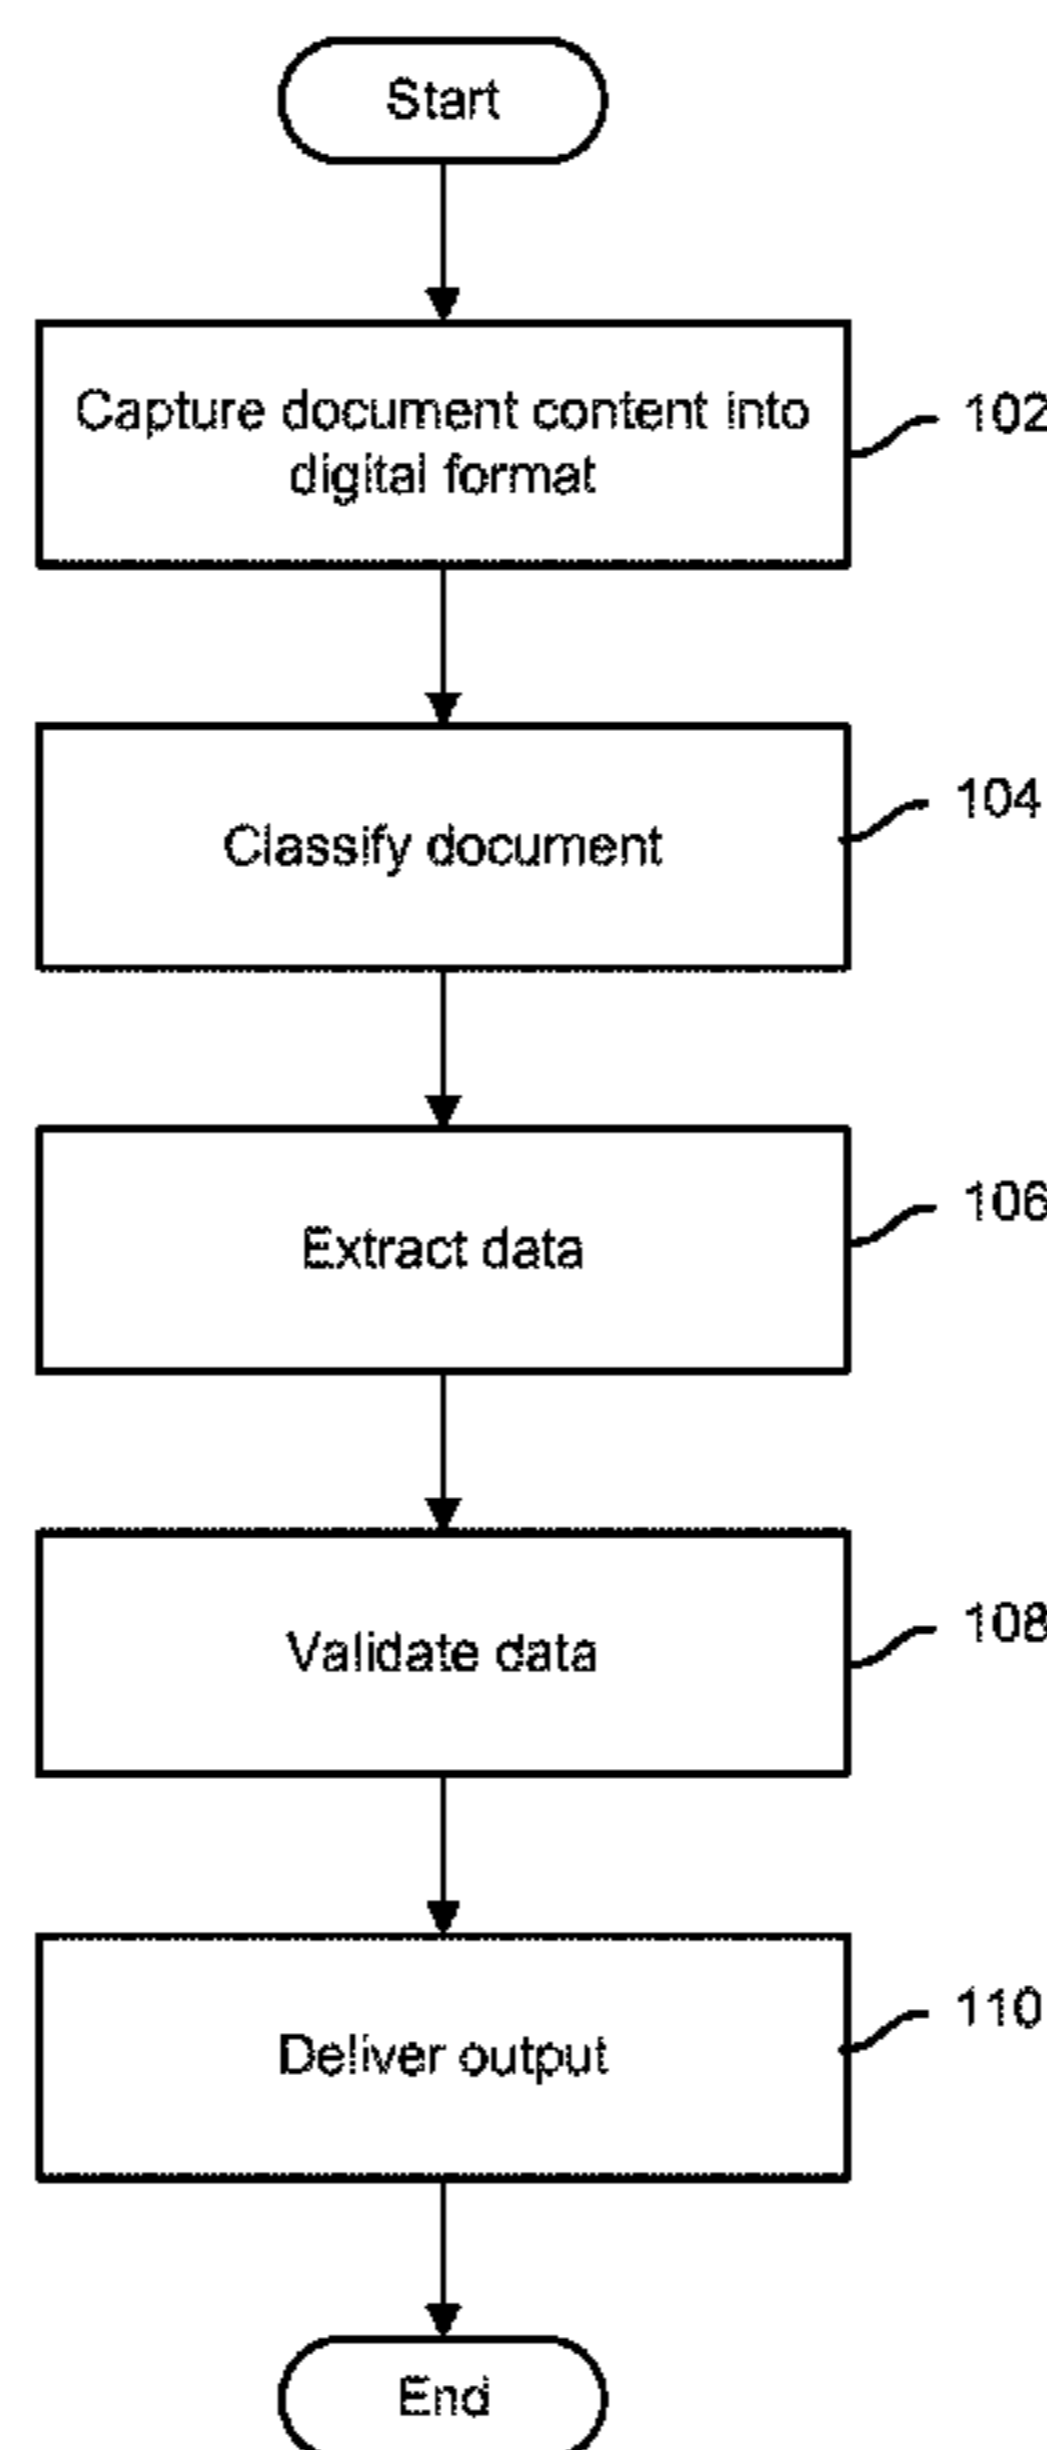 Start
Capture document content into
digital format
102
Classify document
104
Extract data
106
Validate data
108
Deliver output
110
End